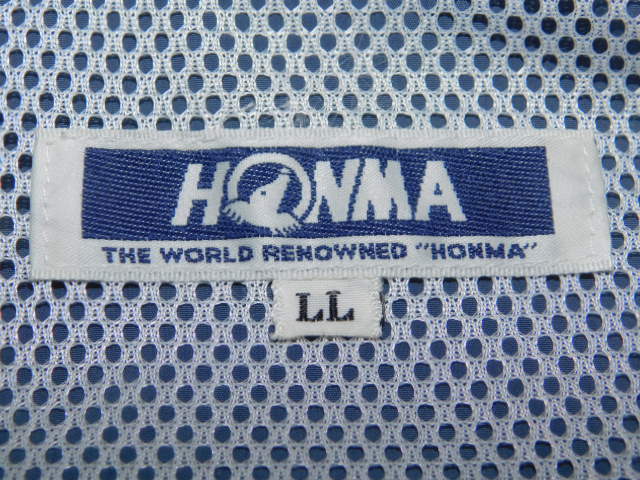 HONMA
THE WORLD RENOWNED "HONMA"
LL